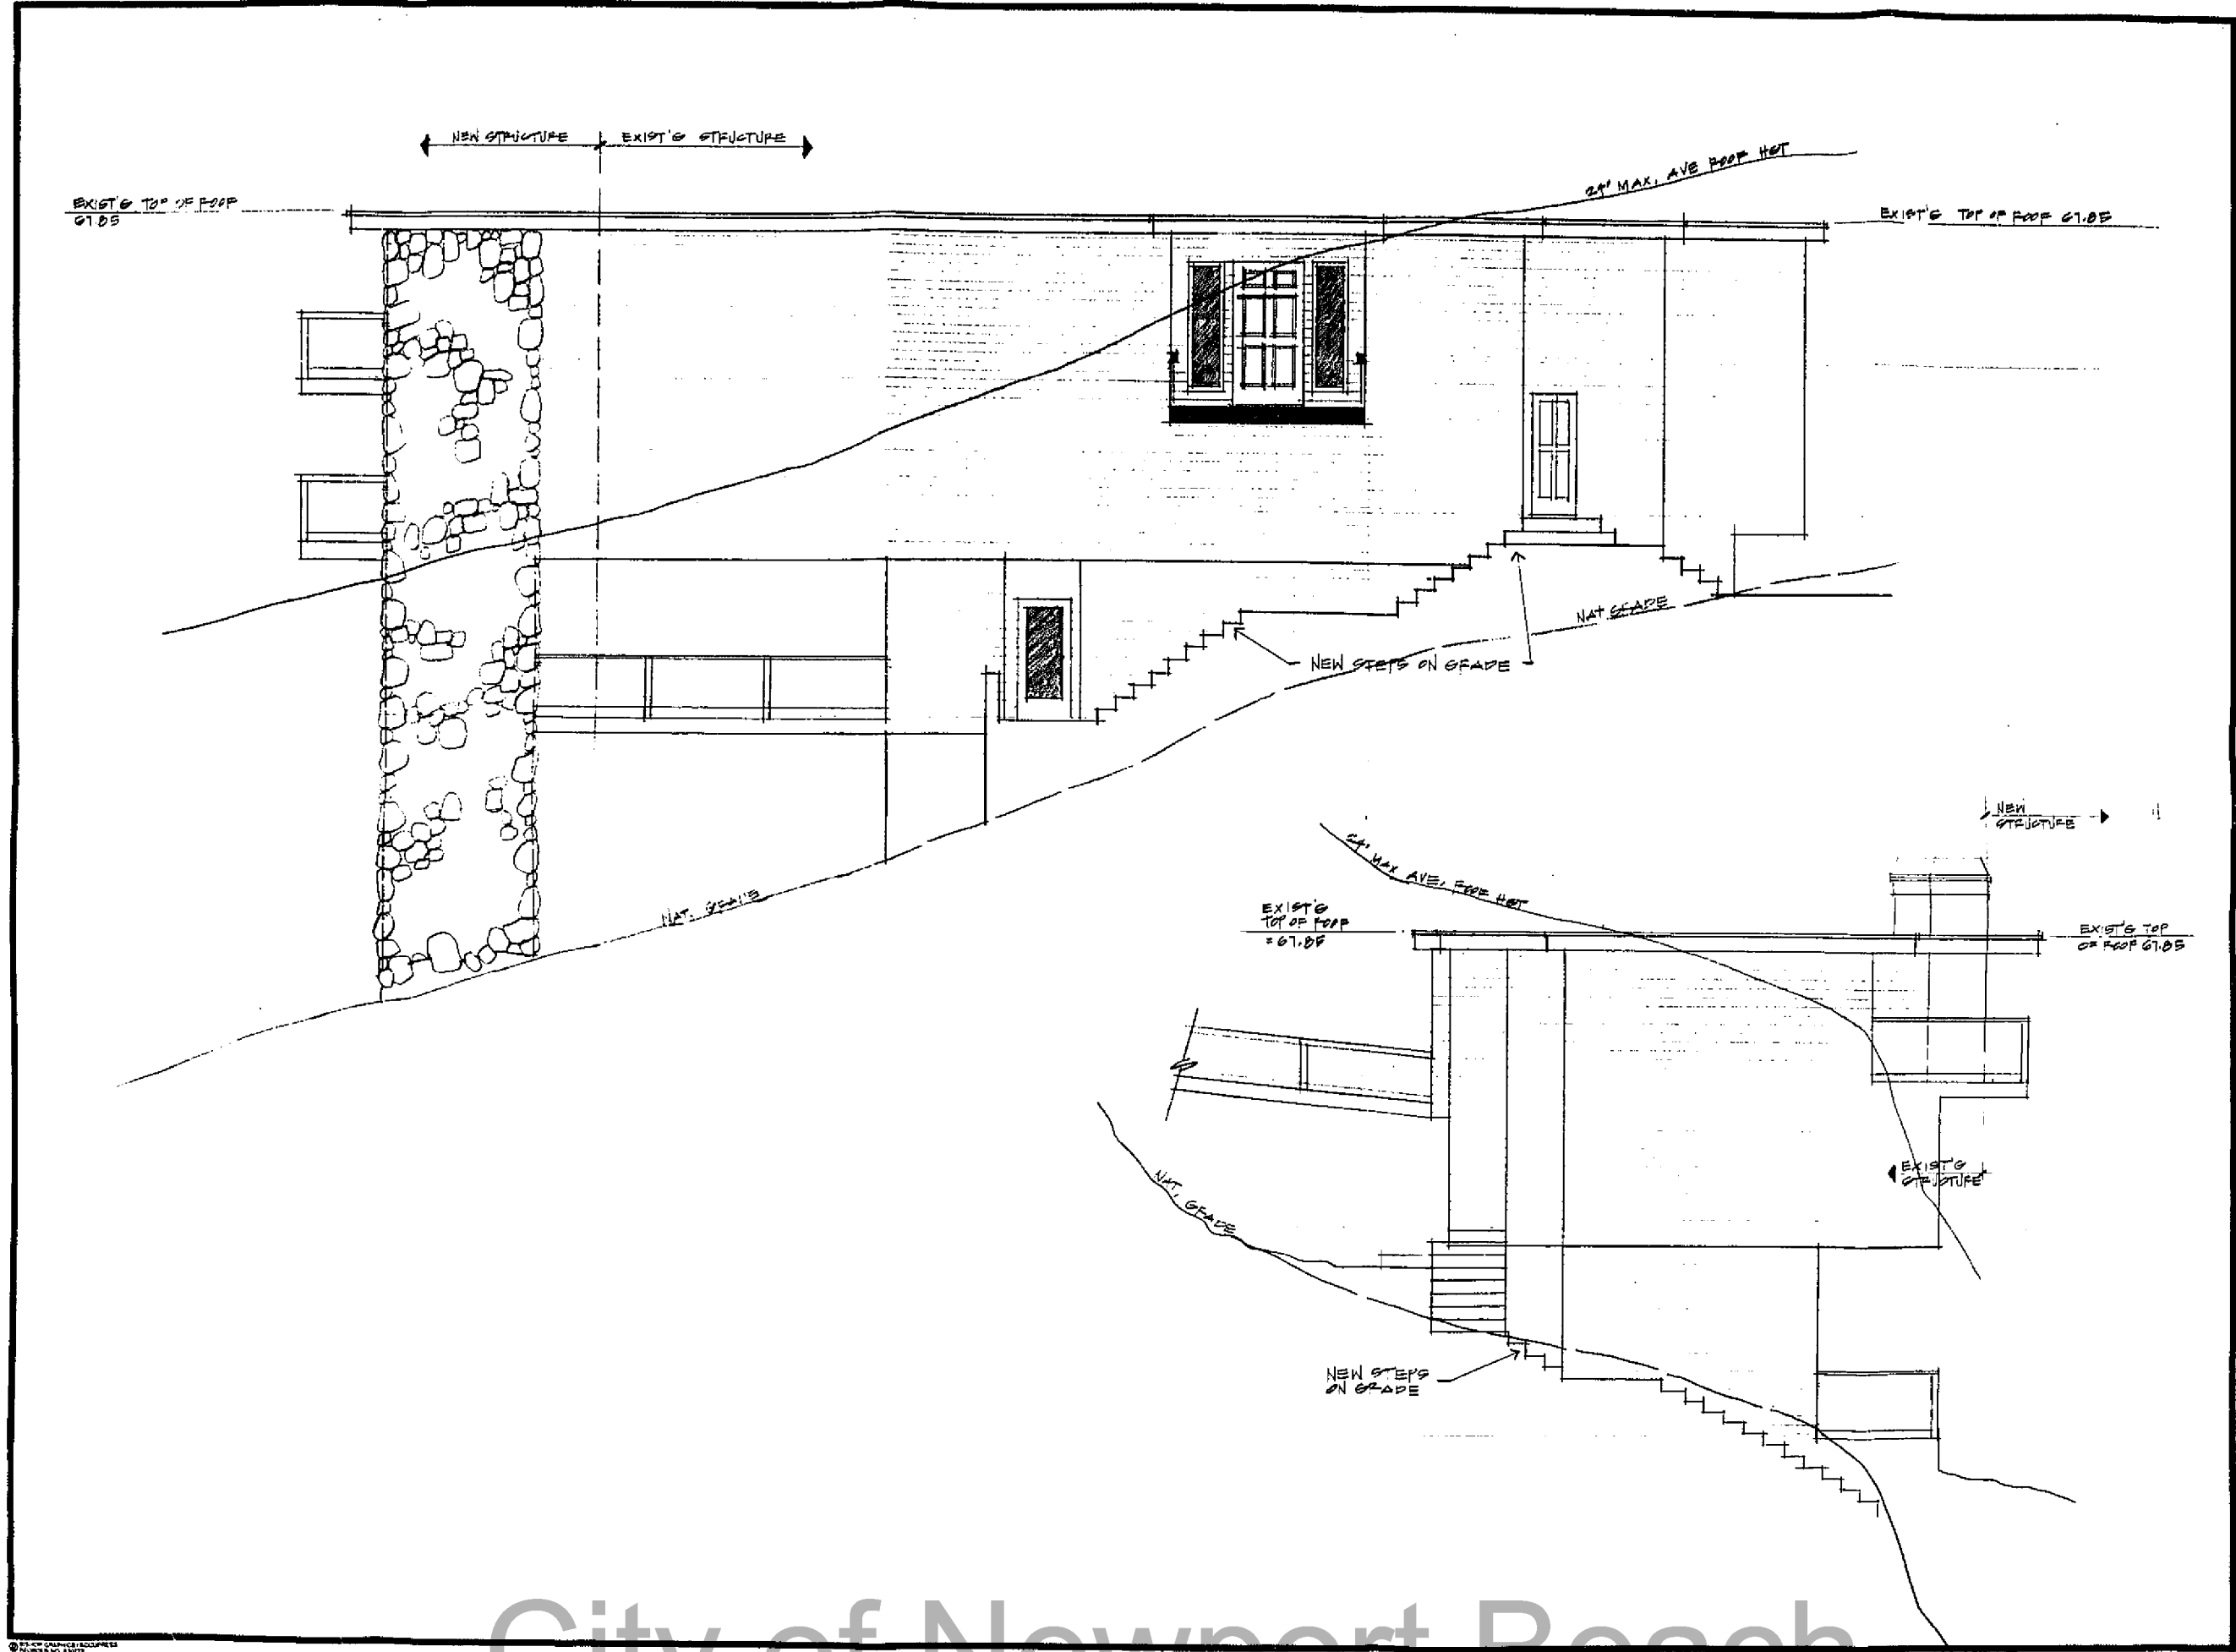 NEW STRUCTURE
EXIST'G STRUCTURE
24' MAX. AVE ROOF HGT
EXIST'G TOP OF ROOF
67.85
EXIST'G TOP OF ROOF 67.85
NAT GRADE
NEW STEPS ON GRADE
NAT. GRADE
NEW
STRUCTURE
24' MAX AVE. ROOF HGT
EXIST'G
TOP OF ROOF
= 67.85
EXIST'G TOP
OF ROOF 67.85
EXIST'G
STRUCTURE
NAT. GRADE
NEW STEPS
ON GRADE
City of Newport Beach